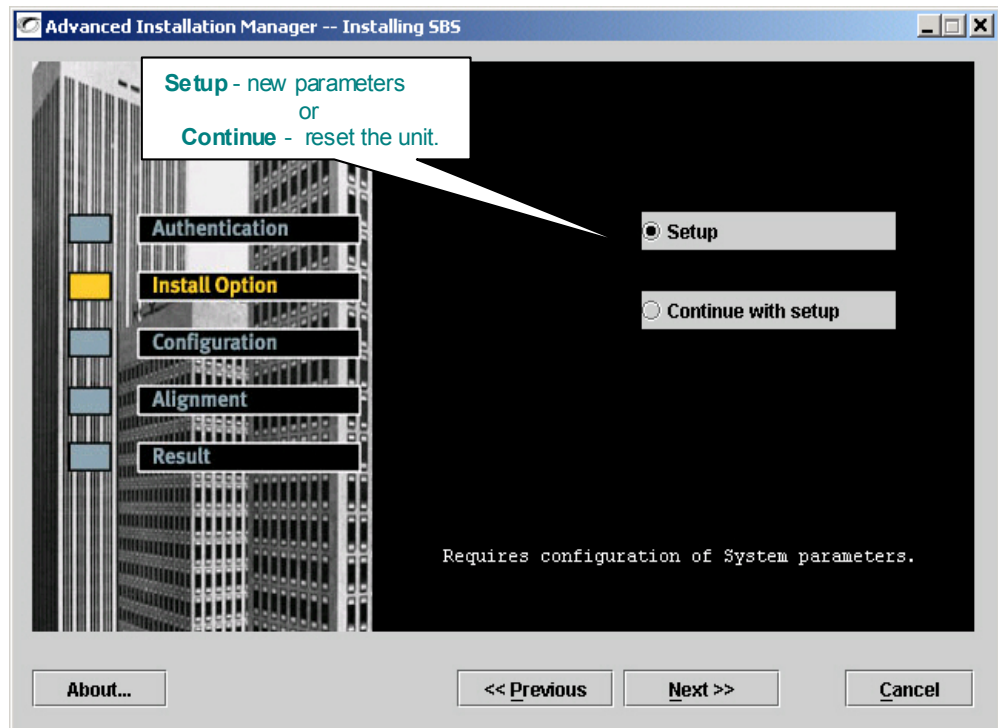 Advanced Installation Manager -- Installing SBS
Setup - new parameters
or
Continue - reset the unit.
Authentication
Install Option
Configuration
Alignment
Result
Setup
Continue with setup
Requires configuration of System parameters.
About...
<< Previous
Next >>
Cancel